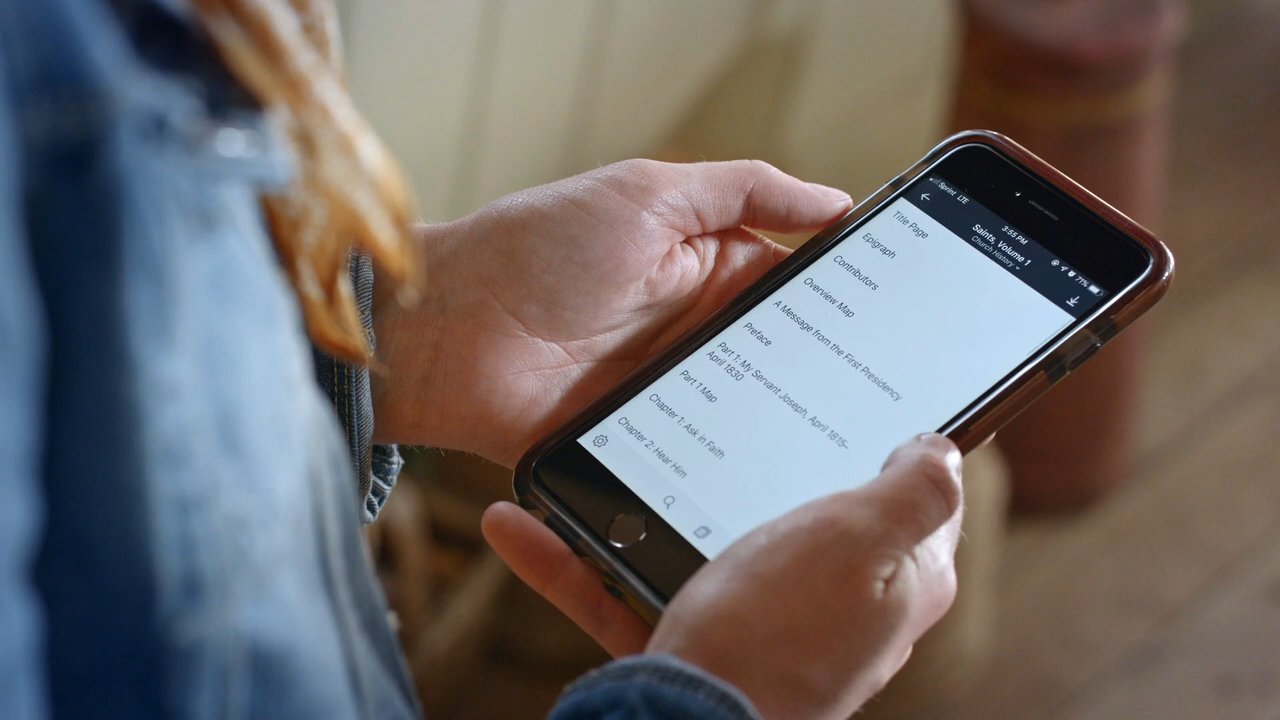 Sprint LTE
3:55 PM
71%
Saints, Volume 1
Church History
Title Page
Epigraph
Contributors
Overview Map
A Message from the First Presidency
Preface
Part 1: My Servant Joseph, April 1815–
April 1830
Part 1 Map
Chapter 1: Ask in Faith
Chapter 2: Hear Him